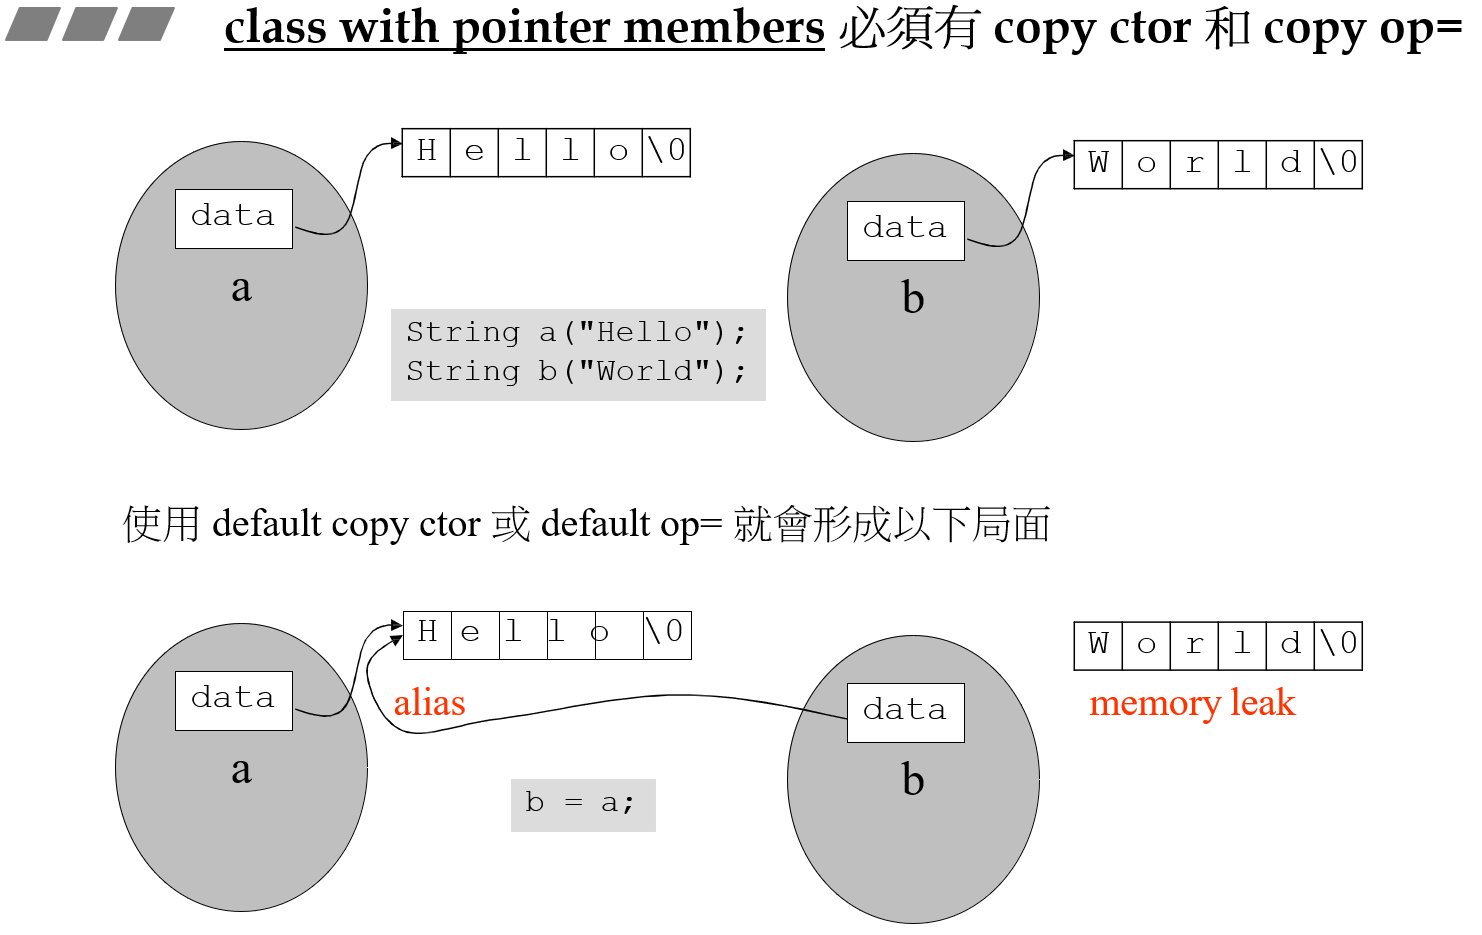 class with pointer members 必須有 copy ctor 和 copy op=
H e l l o \0
W o r l d \0
data
data
a
b
String a("Hello");
String b("World");
使用 default copy ctor 或 default op= 就會形成以下局面
H e l l o \0
W o r l d \0
data
alias
data
memory leak
a
b
b = a;